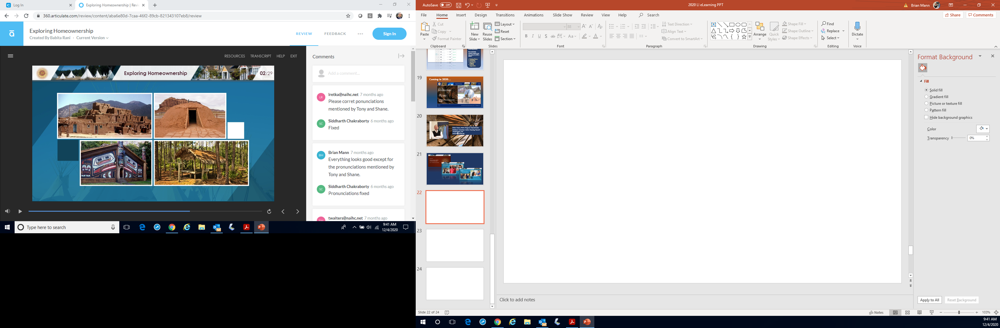 Log In
Exploring Homeownership | Revi
360.articulate.com/review/content/aba6e80d-7caa-46f2-89cb-821343107eb8/review
Exploring Homeownership
Created By Babita Rani · Current Version
REVIEW
FEEDBACK
Sign In
RESOURCES TRANSCRIPT HELP EXIT
Exploring Homeownership
02/29
Comments
Add a comment...
LR
lretka@naihc.net 7 months ago
Please corret ponunciations
mentioned by Tony and Shane.
SC
Siddharth Chakraborty 6 months ago
Fixed
BM
Brian Mann 7 months ago
Everything looks good except for
the pronunciations mentioned by
Tony and Shane.
SC
Siddharth Chakraborty 6 months ago
Pronunciations fixed
twalters@naihc.net 7 months ago
Type here to search
9:41 AM
12/4/2020
AutoSave Off
2020 LI eLearning PPT
Brian Mann
File Home Insert Design Transitions Animations Slide Show Review View Help Search
Share
Comments
Paste
Cut
Copy
Format Painter
Clipboard
New
Slide
Reuse
Slides
Layout
Reset
Section
Slides
88
B I U S ab AV Aa A
Font
Text Direction
Align Text
Convert to SmartArt
Paragraph
Arrange
Quick
Styles
Shape Fill
Shape Outline
Shape Effects
Drawing
Find
Replace
Select
Editing
Dictate
Voice
19
Coming in 2020...
20
21
22
23
24
Click to add notes
Format Background
Fill
Solid fill
Gradient fill
Picture or texture fill
Pattern fill
Hide background graphics
Color
Transparency
0%
Apply to All
Reset Background
Slide 22 of 24
Notes
103%
9:41 AM
12/4/2020